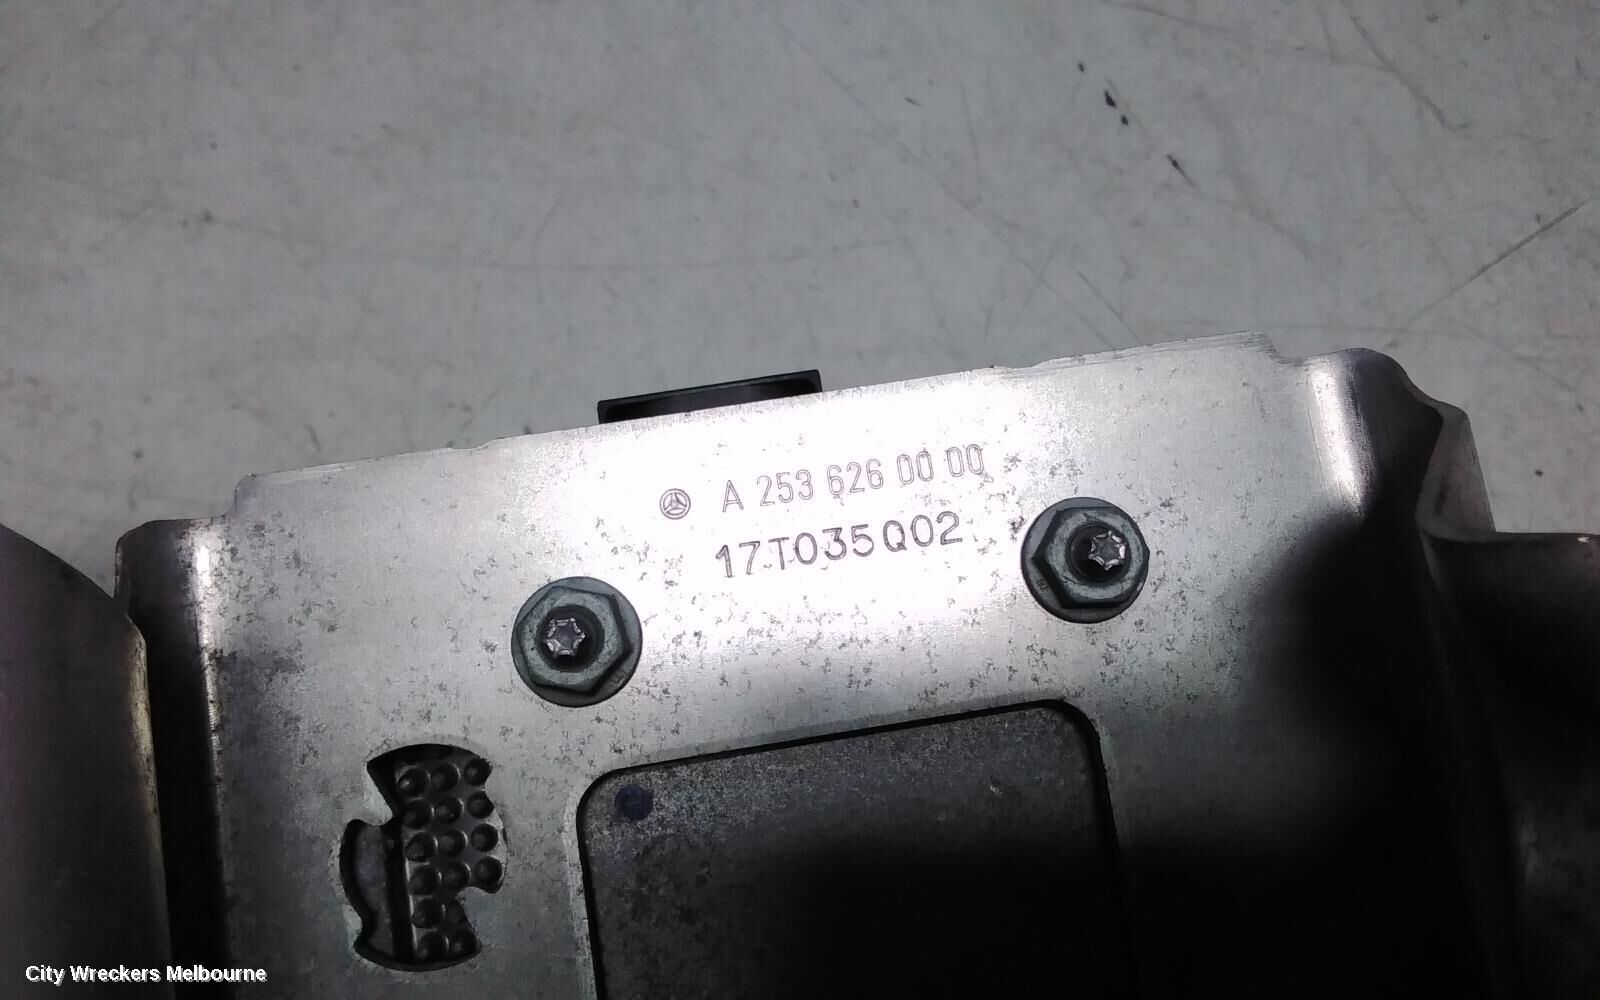 A 253 626 00 00
17T035Q02
City Wreckers Melbourne